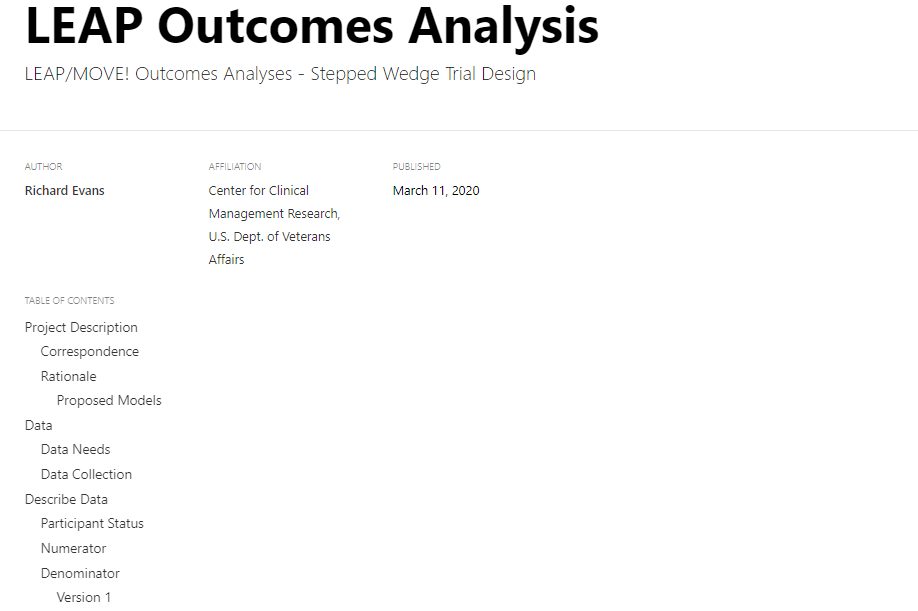 LEAP Outcomes Analysis
LEAP/MOVE! Outcomes Analyses - Stepped Wedge Trial Design
AUTHOR
Richard Evans
AFFILIATION
Center for Clinical
Management Research,
U.S. Dept. of Veterans
Affairs
PUBLISHED
March 11, 2020
TABLE OF CONTENTS
Project Description
Correspondence
Rationale
Proposed Models
Data
Data Needs
Data Collection
Describe Data
Participant Status
Numerator
Denominator
Version 1